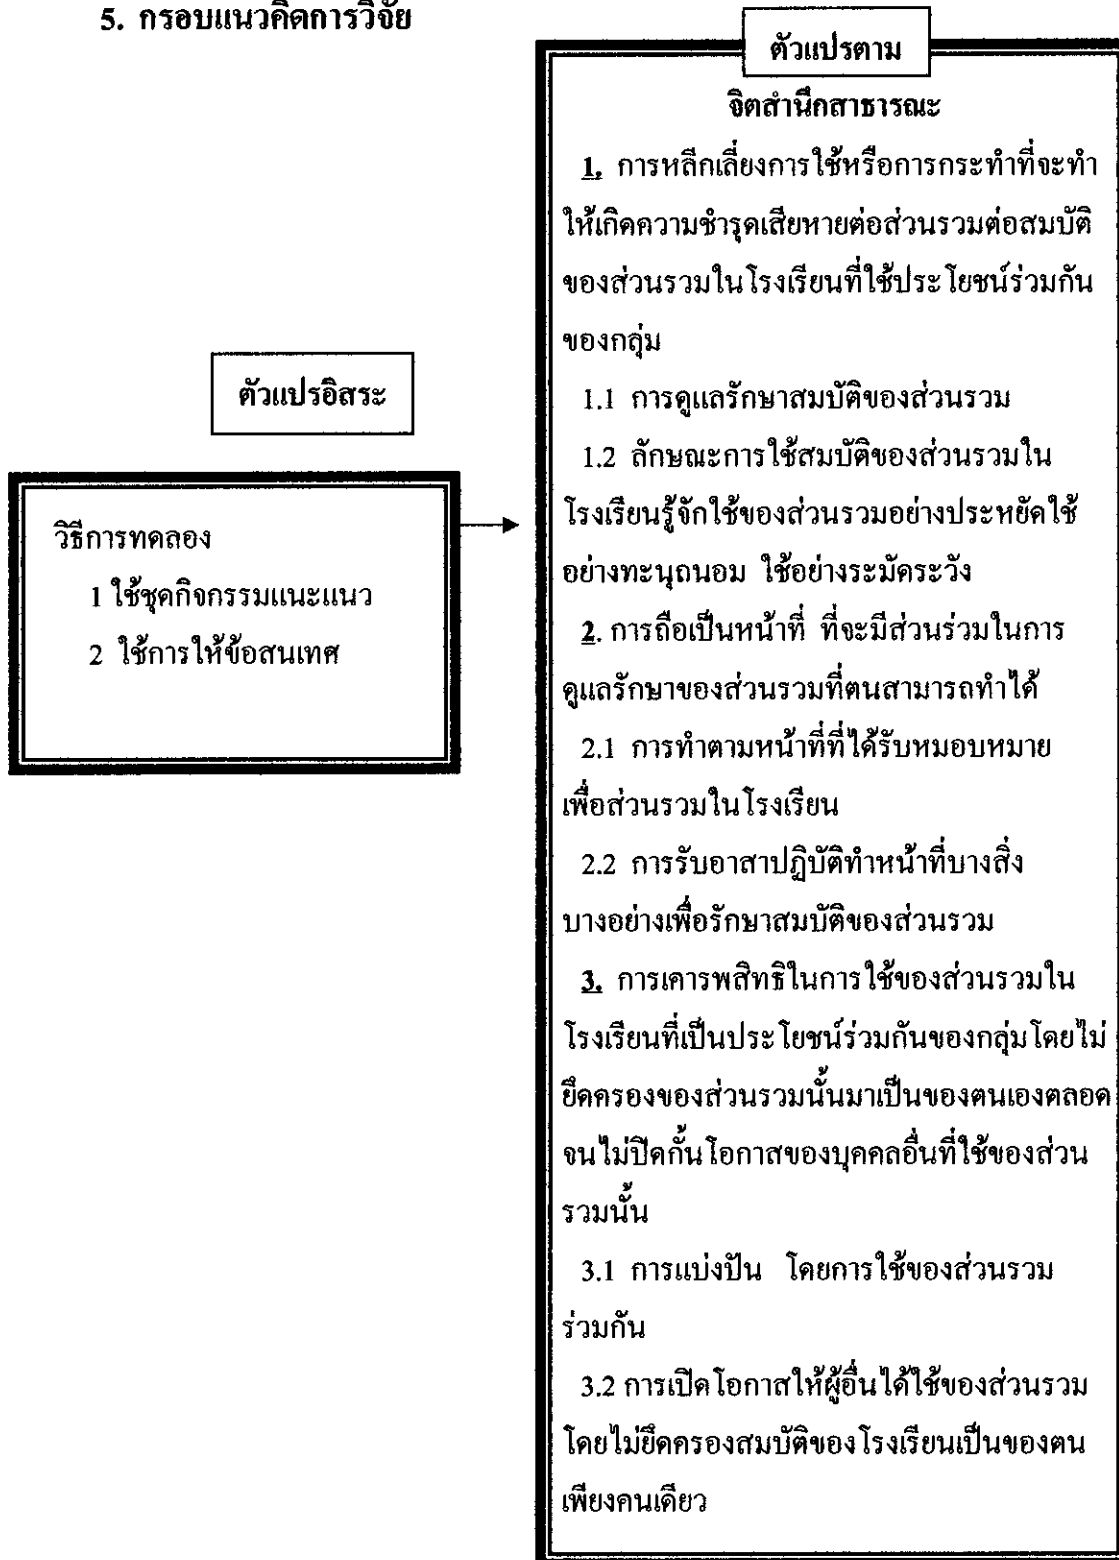 5. กรอบแนวคิดการวิจัย
ตัวแปรอิสระ
วิธีการทดลอง
1 ใช้ชุดกิจกรรมแนะแนว
2 ใช้การให้ข้อสนเทศ
ตัวแปรตาม
จิตสำนึกสาธารณะ
1. การหลีกเลี่ยงการใช้หรือการกระทำที่จะทำ
ให้เกิดความชำรุดเสียหายต่อส่วนรวมต่อสมบัติ
ของส่วนรวมในโรงเรียนที่ใช้ประโยชน์ร่วมกัน
ของกลุ่ม
1.1 การดูแลรักษาสมบัติของส่วนรวม
1.2 ลักษณะการใช้สมบัติของส่วนรวมใน
โรงเรียนรู้จักใช้ของส่วนรวมอย่างประหยัดใช้
อย่างทะนุถนอม ใช้อย่างระมัดระวัง
2. การถือเป็นหน้าที่ ที่จะมีส่วนร่วมในการ
ดูแลรักษาของส่วนรวมที่ตนสามารถทำได้
2.1 การทำตามหน้าที่ที่ได้รับหมอบหมาย
เพื่อส่วนรวมในโรงเรียน
2.2 การรับอาสาปฏิบัติทำหน้าที่บางสิ่ง
บางอย่างเพื่อรักษาสมบัติของส่วนรวม
3. การเคารพสิทธิในการใช้ของส่วนรวมใน
โรงเรียนที่เป็นประโยชน์ร่วมกันของกลุ่มโดยไม่
ยึดครองของส่วนรวมนั้นมาเป็นของตนเองตลอด
จนไม่ปิดกั้นโอกาสของบุคคลอื่นที่ใช้ของส่วน
รวมนั้น
3.1 การแบ่งปัน โดยการใช้ของส่วนรวม
ร่วมกัน
3.2 การเปิดโอกาสให้ผู้อื่นได้ใช้ของส่วนรวม
โดยไม่ยึดครองสมบัติของโรงเรียนเป็นของตน
เพียงคนเดียว